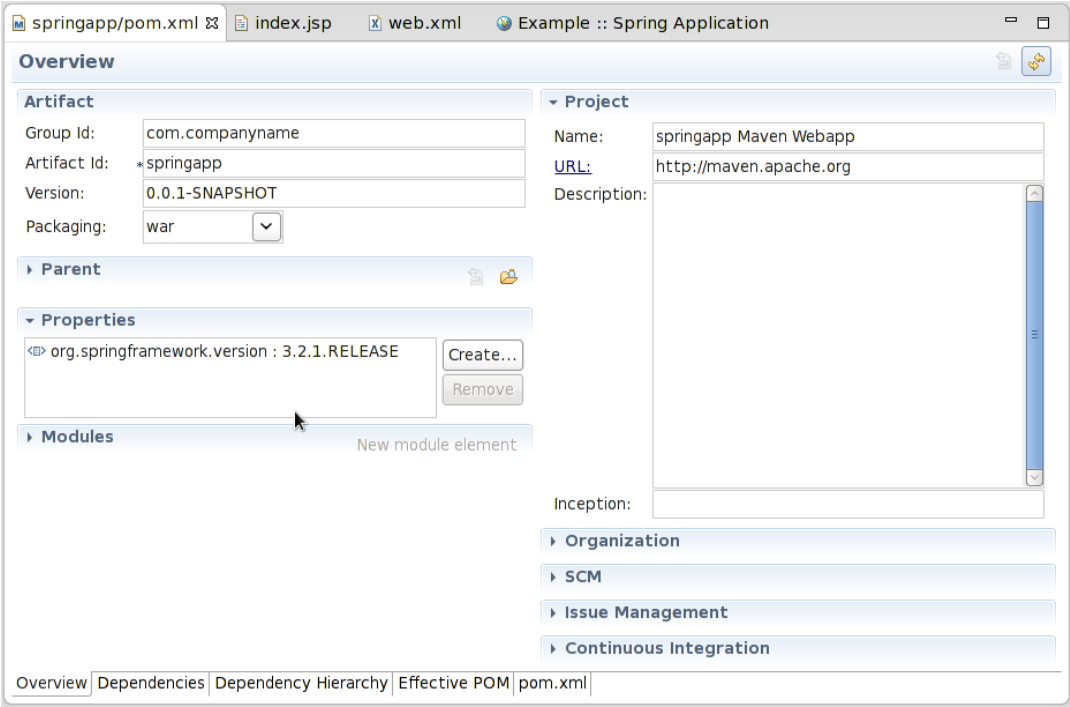 springapp/pom.xml index.jsp web.xml Example :: Spring Application
Overview
Artifact
Group Id: com.companyname
Artifact Id: *springapp
Version: 0.0.1-SNAPSHOT
Packaging: war
Parent
Properties
org.springframework.version : 3.2.1.RELEASE
Create...
Remove
Modules
New module element
Project
Name: springapp Maven Webapp
URL: http://maven.apache.org
Description:
Inception:
Organization
SCM
Issue Management
Continuous Integration
Overview Dependencies Dependency Hierarchy Effective POM pom.xml